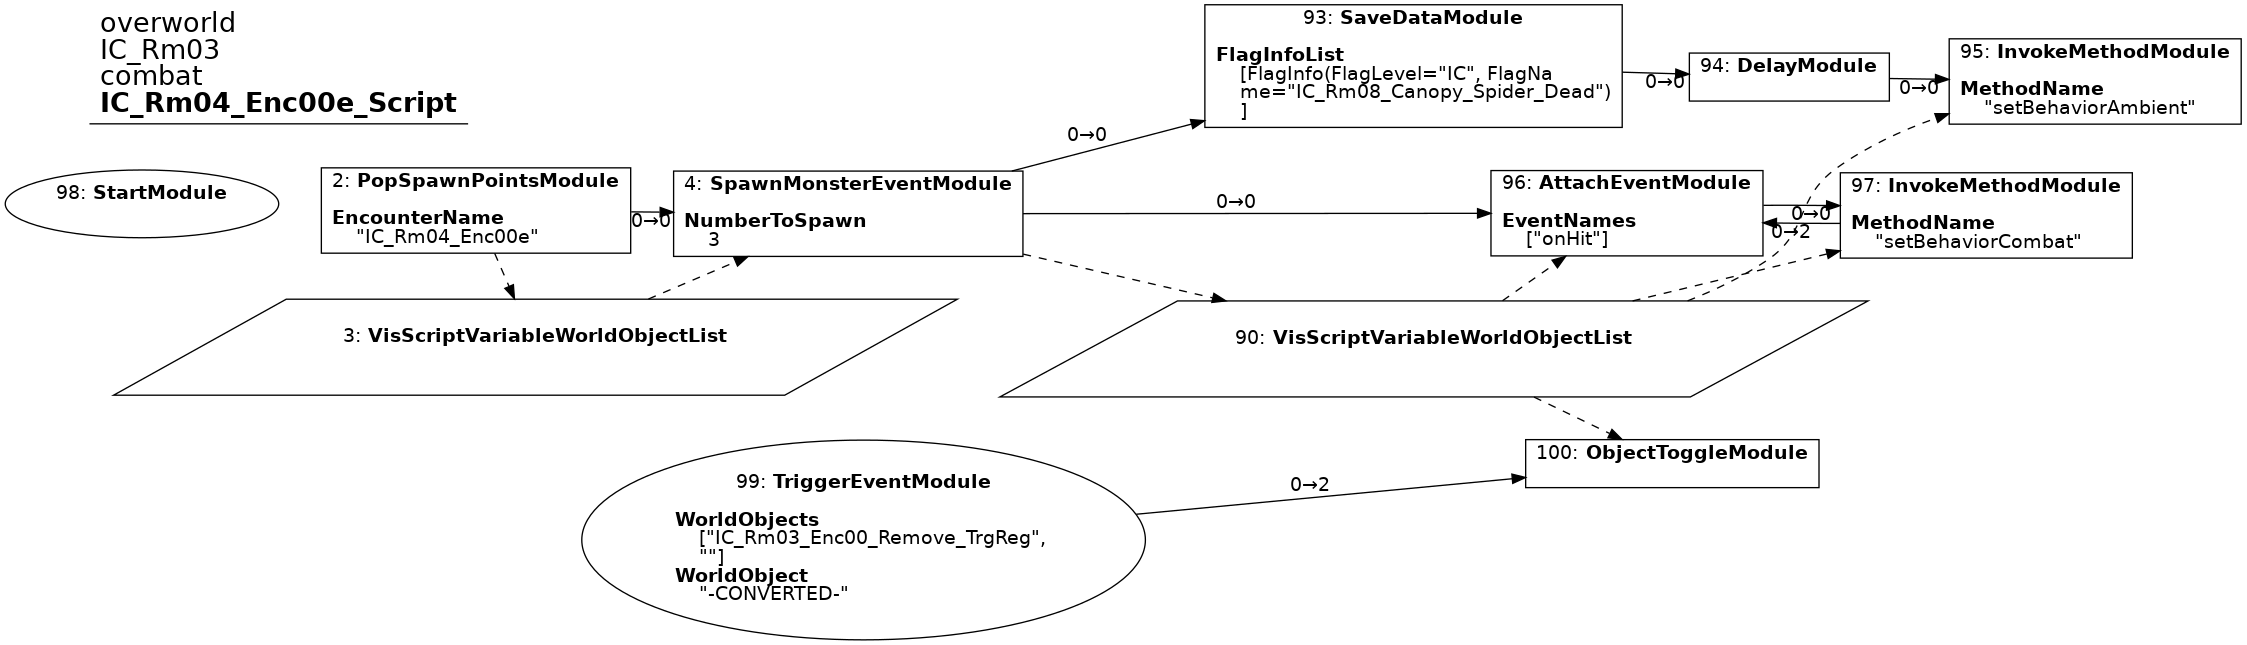 overworld
IC_Rm03
combat
IC_Rm04_Enc00e_Script
93: SaveDataModule
FlagInfoList
[FlagInfo(FlagLevel="IC", FlagNa
me="IC_Rm08_Canopy_Spider_Dead")
]
0→0
94: DelayModule
0→0
95: InvokeMethodModule
MethodName
"setBehaviorAmbient"
98: StartModule
2: PopSpawnPointsModule
EncounterName
"IC_Rm04_Enc00e"
0→0
4: SpawnMonsterEventModule
NumberToSpawn
3
0→0
0→0
96: AttachEventModule
EventNames
["onHit"]
0→0
0→2
97: InvokeMethodModule
MethodName
"setBehaviorCombat"
3: VisScriptVariableWorldObjectList
90: VisScriptVariableWorldObjectList
99: TriggerEventModule
WorldObjects
["IC_Rm03_Enc00_Remove_TrgReg",
""]
WorldObject
"-CONVERTED-"
0→2
100: ObjectToggleModule